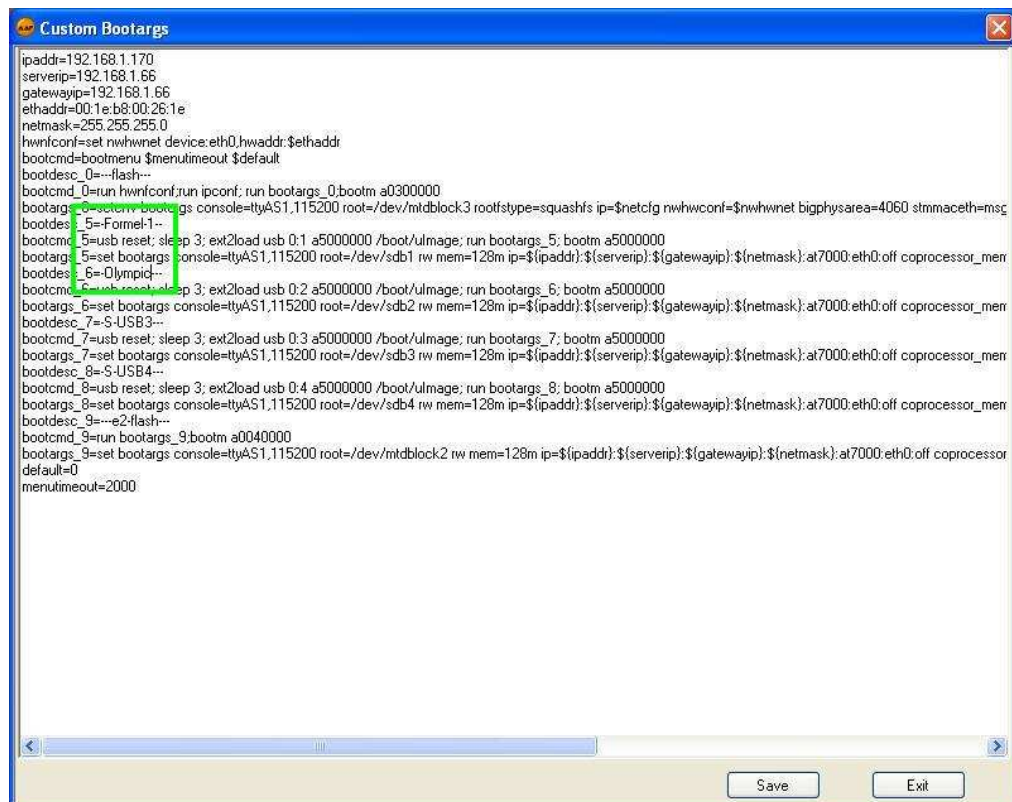 Custom Bootargs
ipaddr=192.168.1.170
serverip=192.168.1.66
gatewayip=192.168.1.66
ethaddr=00:1e:b8:00:26:1e
netmask=255.255.255.0
hwnfconf=set nwhwnet device:eth0,hwaddr:$ethaddr
bootcmd=bootmenu $menutimeout $default
bootdesc_0=---flash---
bootcmd_0=run hwnfconf;run ipconf; run bootargs_0;bootm a0300000
bootargs_0=setenv bootargs console=ttyAS1,115200 root=/dev/mtdblock3 rootfstype=squashfs ip=$netcfg nwhwconf=$nwhwnet bigphysarea=4060 stmmaceth=msg
bootdesc_5=-Formel-1--
bootcmd_5=usb reset; sleep 3; ext2load usb 0:1 a5000000 /boot/uImage; run bootargs_5; bootm a5000000
bootargs_5=set bootargs console=ttyAS1,115200 root=/dev/sdb1 rw mem=128m ip=${ipaddr}:${serverip}:${gatewayip}:${netmask}:at7000:eth0:off coprocessor_mem
bootdesc_6=-Olympic---
bootcmd_6=usb reset; sleep 3; ext2load usb 0:2 a5000000 /boot/uImage; run bootargs_6; bootm a5000000
bootargs_6=set bootargs console=ttyAS1,115200 root=/dev/sdb2 rw mem=128m ip=${ipaddr}:${serverip}:${gatewayip}:${netmask}:at7000:eth0:off coprocessor_mem
bootdesc_7=-S-USB3---
bootcmd_7=usb reset; sleep 3; ext2load usb 0:3 a5000000 /boot/uImage; run bootargs_7; bootm a5000000
bootargs_7=set bootargs console=ttyAS1,115200 root=/dev/sdb3 rw mem=128m ip=${ipaddr}:${serverip}:${gatewayip}:${netmask}:at7000:eth0:off coprocessor_mem
bootdesc_8=-S-USB4---
bootcmd_8=usb reset; sleep 3; ext2load usb 0:4 a5000000 /boot/uImage; run bootargs_8; bootm a5000000
bootargs_8=set bootargs console=ttyAS1,115200 root=/dev/sdb4 rw mem=128m ip=${ipaddr}:${serverip}:${gatewayip}:${netmask}:at7000:eth0:off coprocessor_mem
bootdesc_9=---e2-flash---
bootcmd_9=run bootargs_9;bootm a0040000
bootargs_9=set bootargs console=ttyAS1,115200 root=/dev/mtdblock2 rw mem=128m ip=${ipaddr}:${serverip}:${gatewayip}:${netmask}:at7000:eth0:off coprocessor
default=0
menutimeout=2000
Save Exit